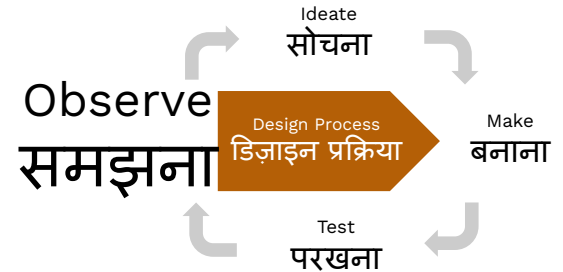 Ideate
सोचना
Observe
समझना
Design Process
डिज़ाइन प्रक्रिया
Make
बनाना
Test
परखना